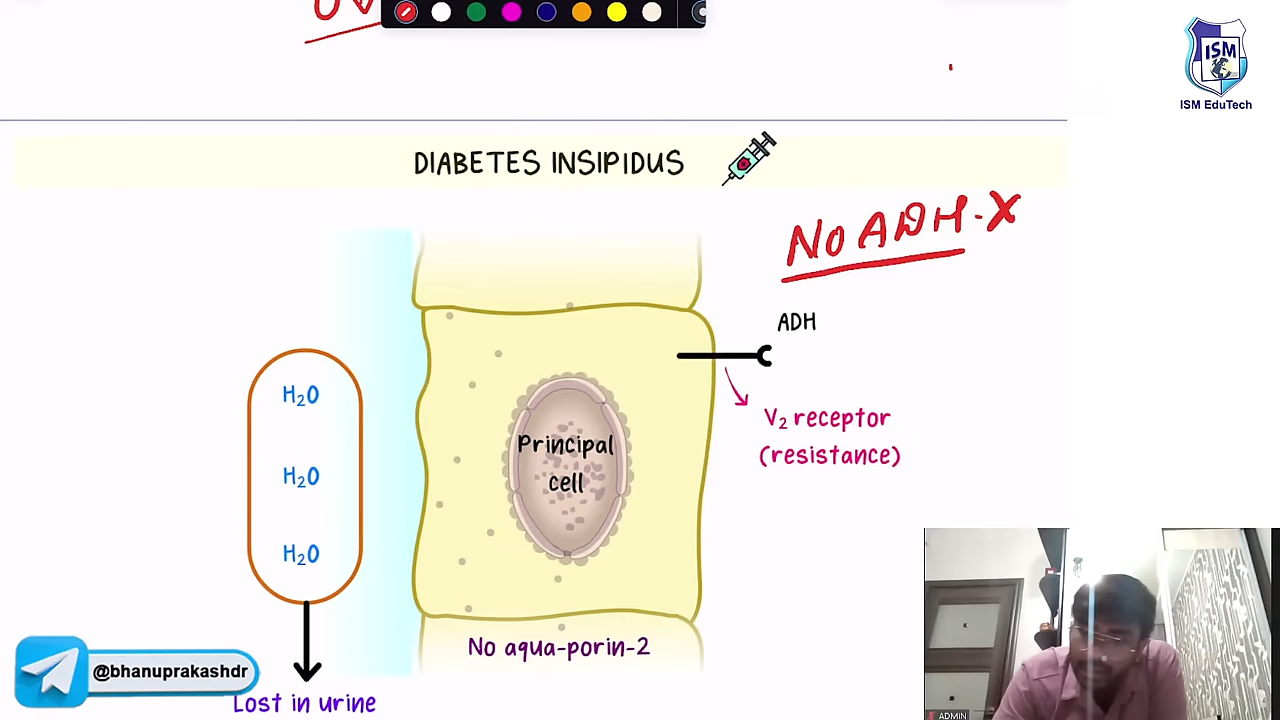 ISM
ISM EduTech
DIABETES INSIPIDUS
No ADH-X
ADH
V₂ receptor
(resistance)
H₂O
H₂O
H₂O
Principal
cell
No aqua-porin-2
@bhanuprakashdr
Lost in urine
ADMIN